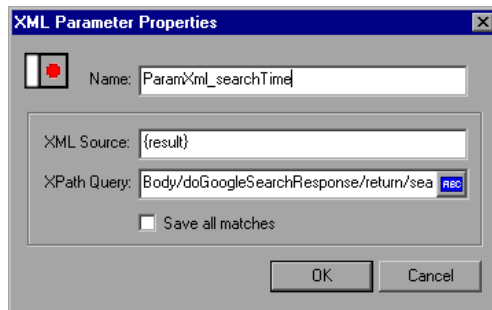 XML Parameter Properties
Name: ParamXml_searchTime
XML Source: {result}
XPath Query: Body/doGoogleSearchResponse/return/sea ABC
Save all matches
OK Cancel